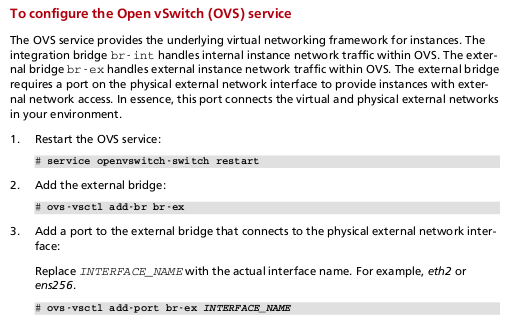 To configure the Open vSwitch (OVS) service
The OVS service provides the underlying virtual networking framework for instances. The
integration bridge br-int handles internal instance network traffic within OVS. The exter-
nal bridge br-ex handles external instance network traffic within OVS. The external bridge
requires a port on the physical external network interface to provide instances with exter-
nal network access. In essence, this port connects the virtual and physical external networks
in your environment.
1. Restart the OVS service:
# service openvswitch-switch restart
2. Add the external bridge:
# ovs-vsctl add-br br-ex
3. Add a port to the external bridge that connects to the physical external network inter-
face:
Replace INTERFACE_NAME with the actual interface name. For example, eth2 or
ens256.
# ovs-vsctl add-port br-ex INTERFACE_NAME